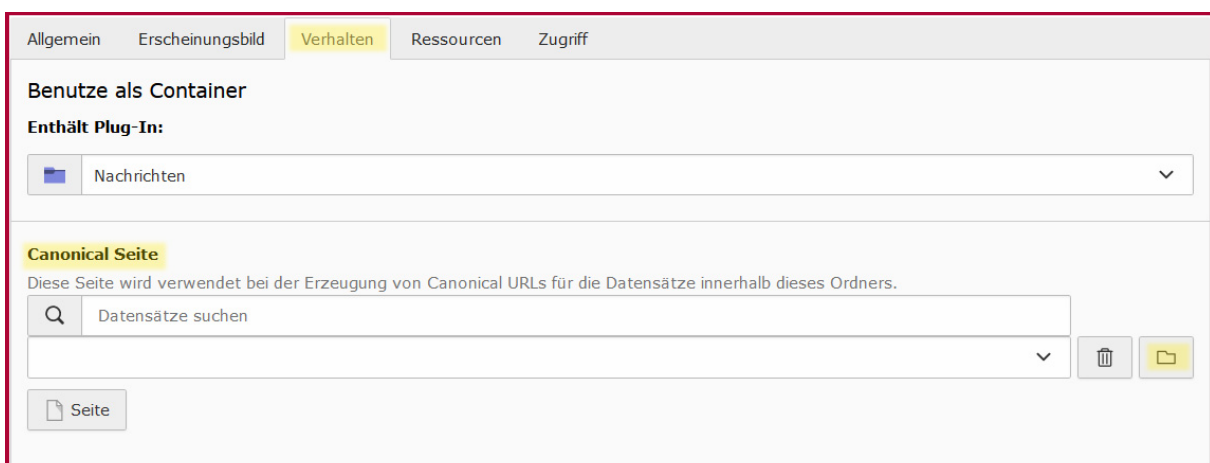 Allgemein Erscheinungsbild Verhalten Ressourcen Zugriff
Benutze als Container
Enthält Plug-In:
Nachrichten
Canonical Seite
Diese Seite wird verwendet bei der Erzeugung von Canonical URLs für die Datensätze innerhalb dieses Ordners.
Datensätze suchen
Seite